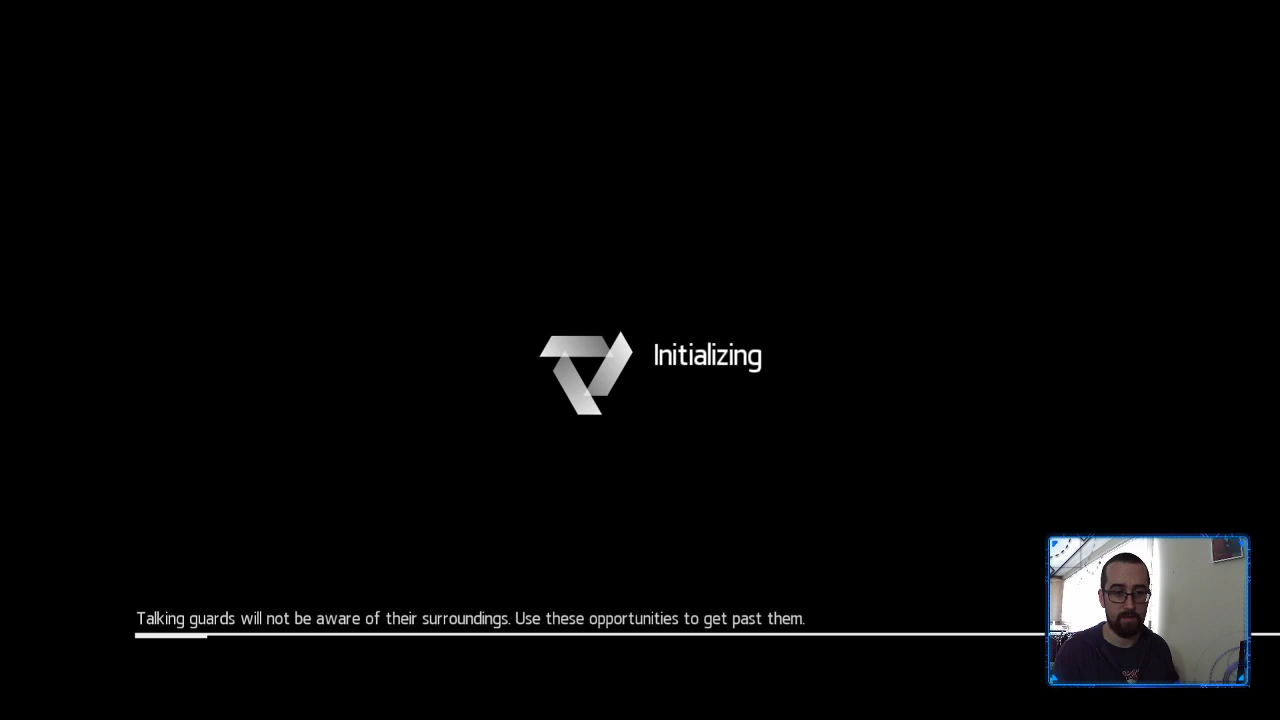 Initializing
Talking guards will not be aware of their surroundings. Use these opportunities to get past them.